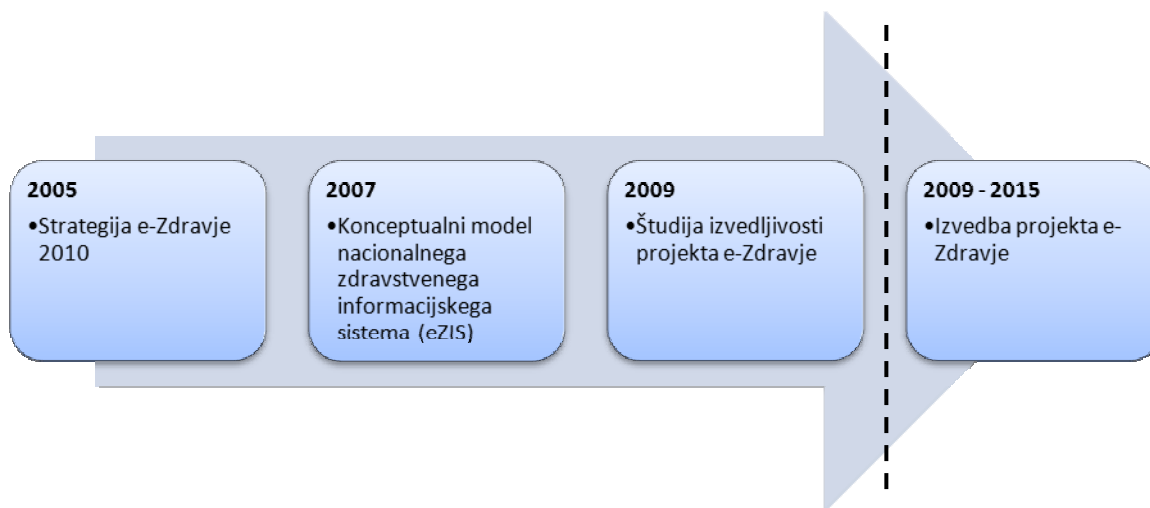 2005
•Strategija e-Zdravje
2010
2007
•Konceptualni model
nacionalnega
zdravstvenega
informacijskega
sistema (eZIS)
2009
•Študija izvedljivosti
projekta e-Zdravje
2009 - 2015
•Izvedba projekta e-
Zdravje